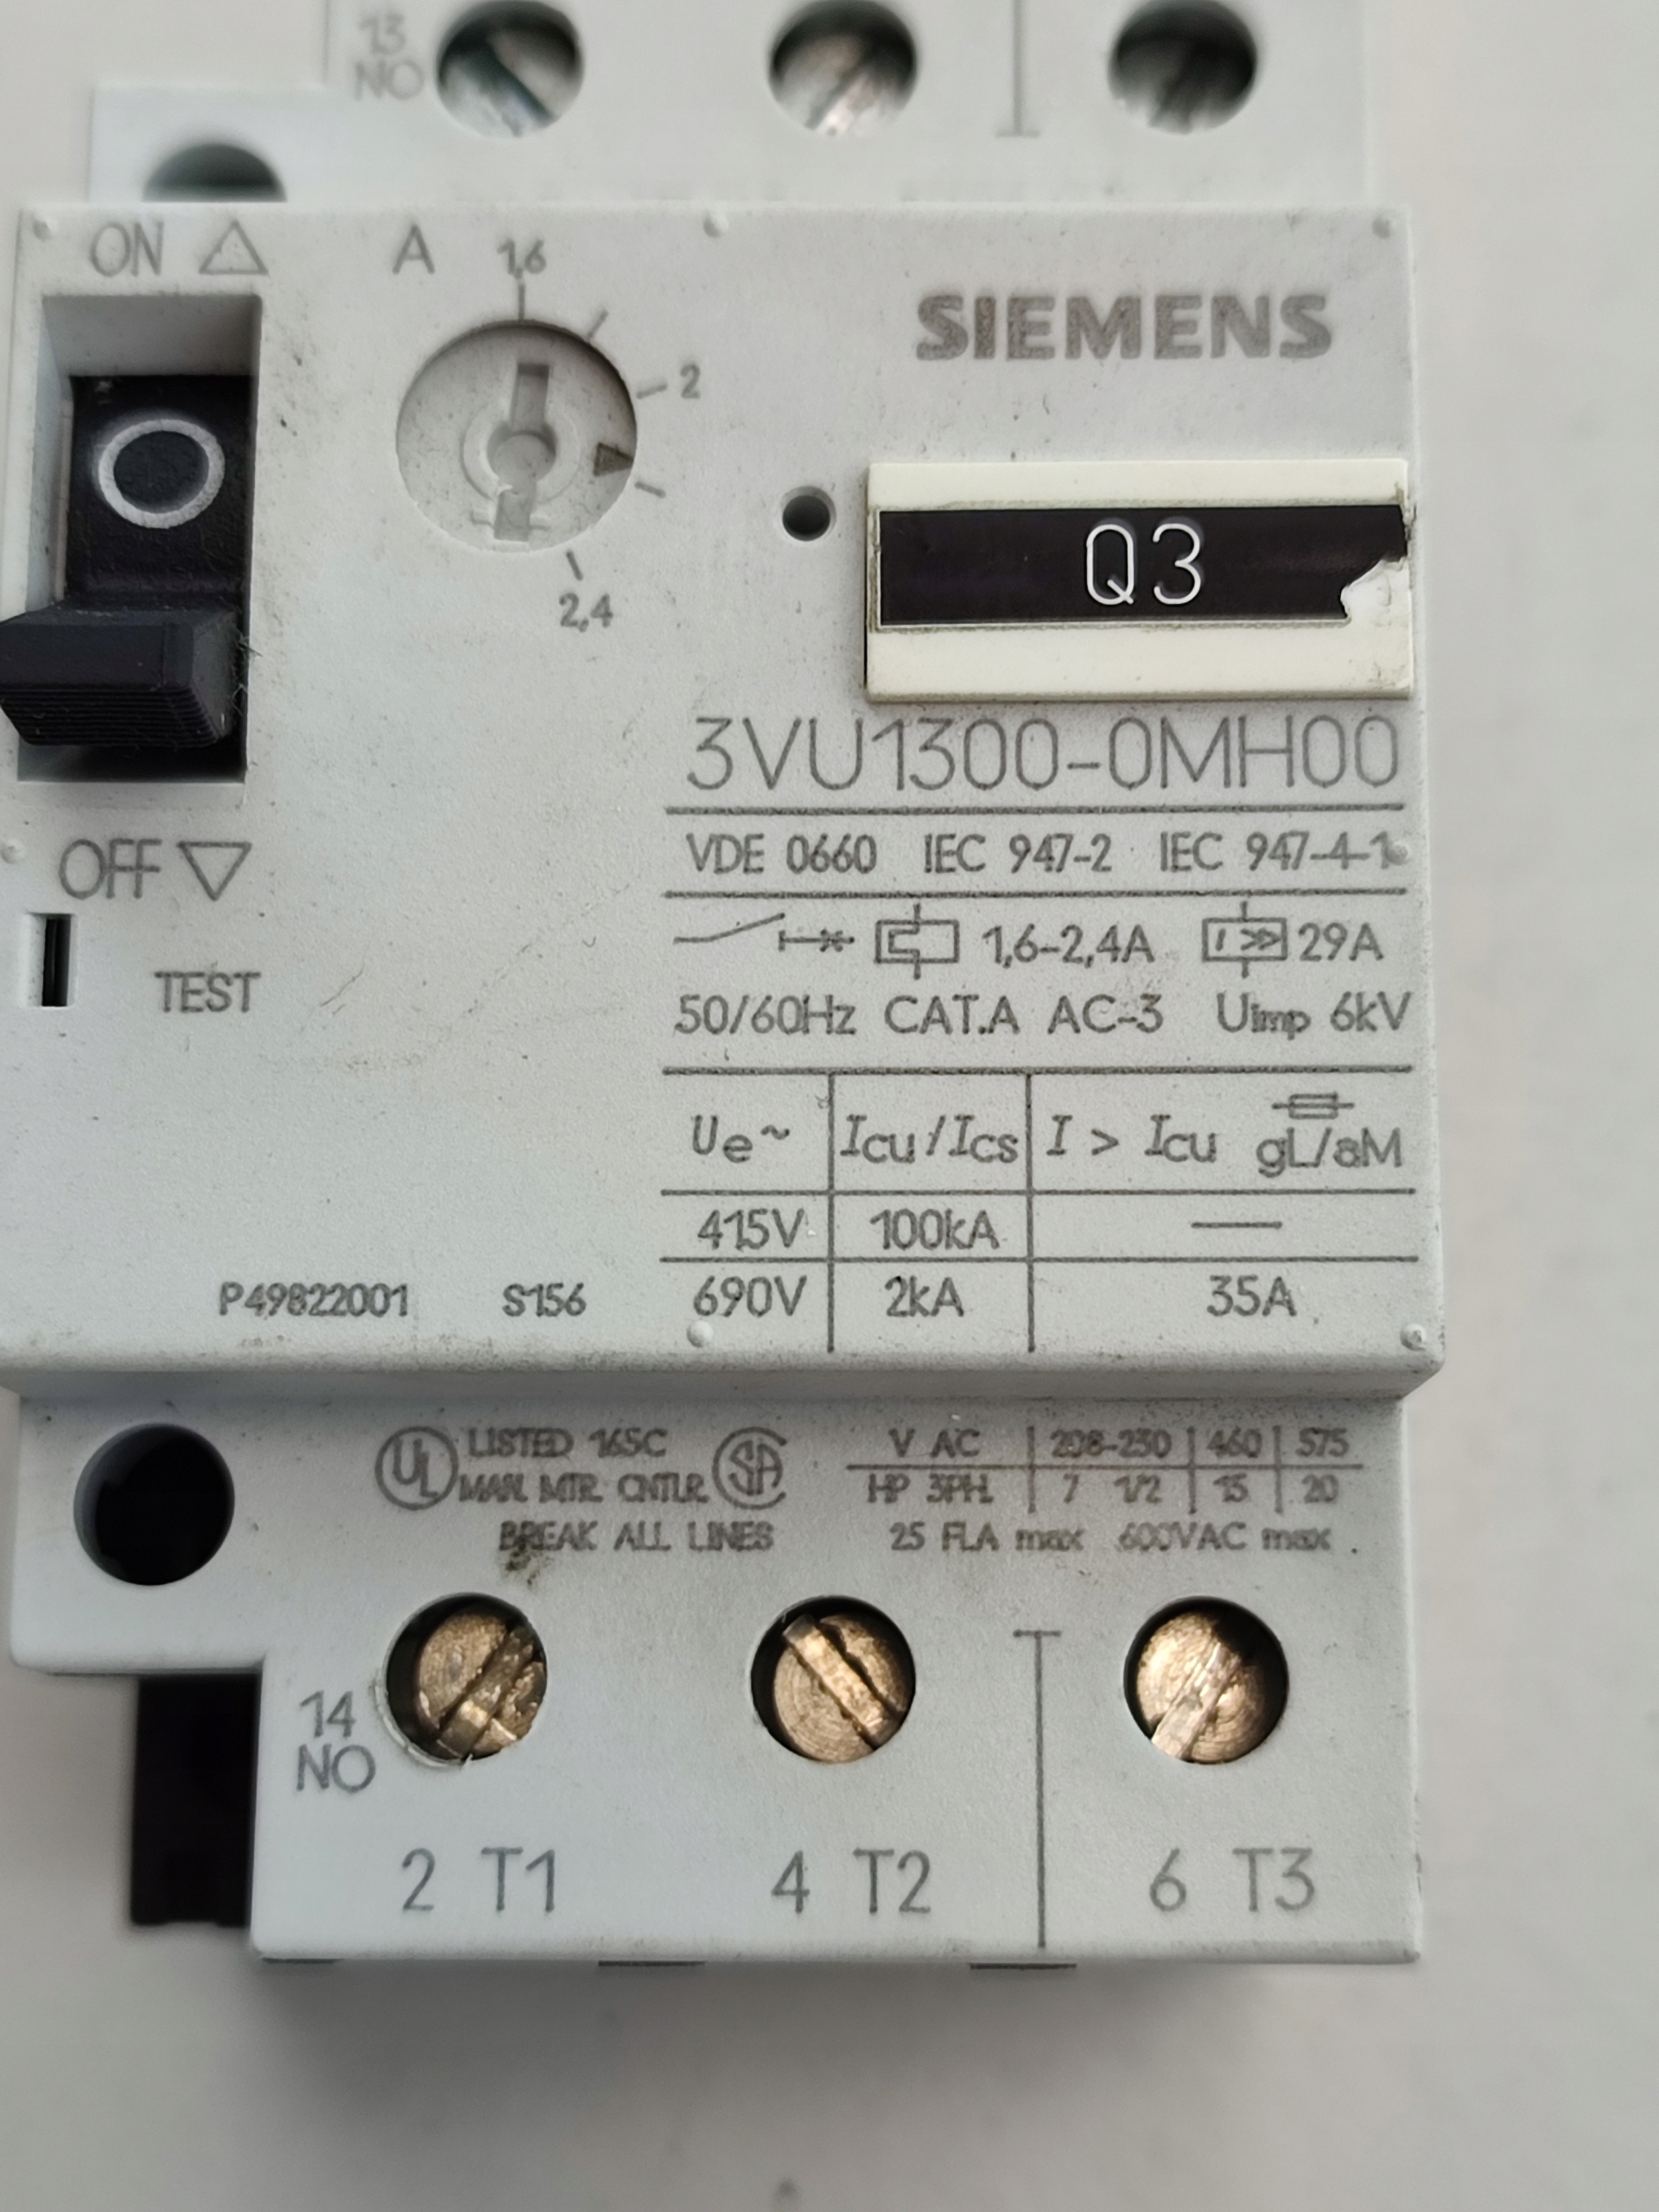 13
NO
ON △ A 1,6
SIEMENS
2
2,4
Q3
3VU1300-0MH00
OFF ▽
VDE 0660 IEC 947-2 IEC 947-4-1
1,6-2,4A I>> 29A
TEST
50/60Hz CAT.A AC-3 Uimp 6kV
Ue~ Icu/Ics I > Icu gL/aM
415V 100kA —
690V 2kA 35A
P49822001 S156
UL LISTED 165C SA V AC 208-230 460 575
MAN. MTR. CNTLR. HP 3PH. 7 1/2 15 20
BREAK ALL LINES 25 FLA max 600VAC max.
14
NO
2 T1 4 T2 6 T3